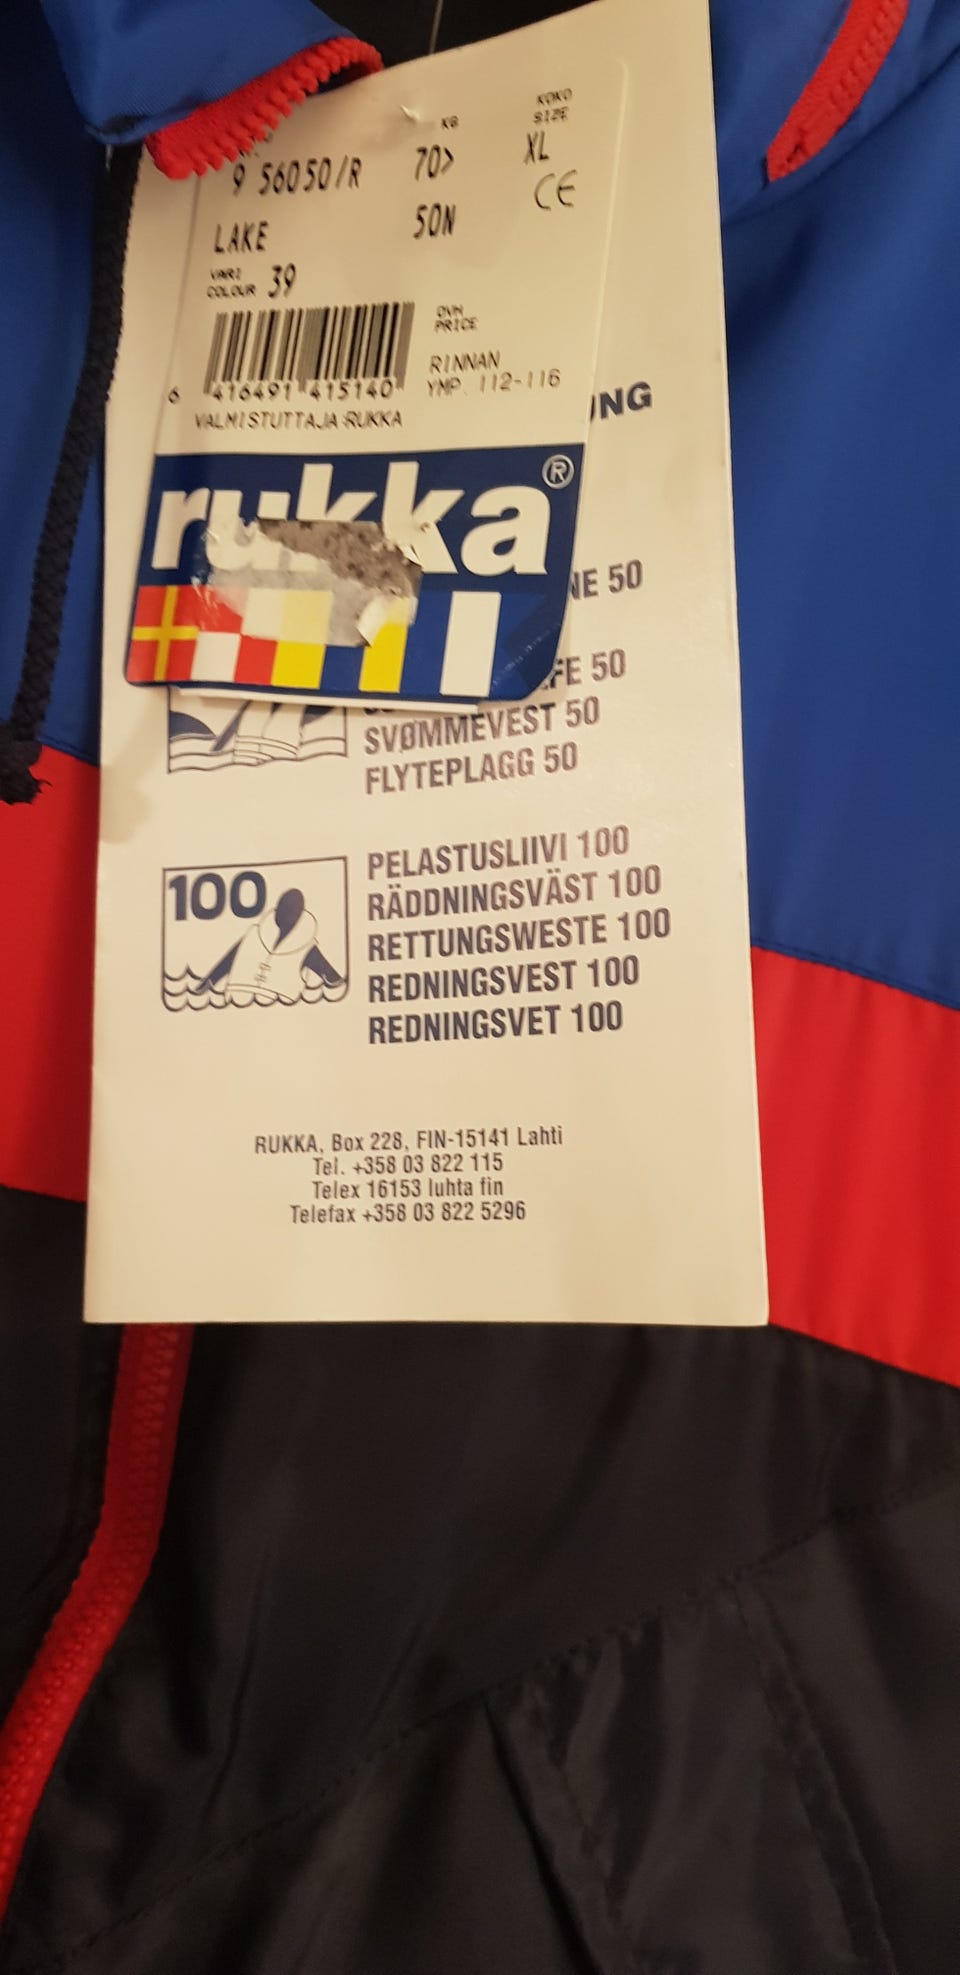 KG
KOKO
SIZE
9 56050/R
70>
XL
LAKE
50N
CE
VARI
COLOUR 39
OVH
PRICE
6 416491 415140
RINNAN
YMP. 112-116
VALMISTUTTAJA RUKKA
rukka®
NG
NE 50
FE 50
SVØMMEVEST 50
FLYTEPLAGG 50
100
PELASTUSLIIVI 100
RÄDDNINGSVÄST 100
RETTUNGSWESTE 100
REDNINGSVEST 100
REDNINGSVET 100
RUKKA, Box 228, FIN-15141 Lahti
Tel. +358 03 822 115
Telex 16153 luhta fin
Telefax +358 03 822 5296